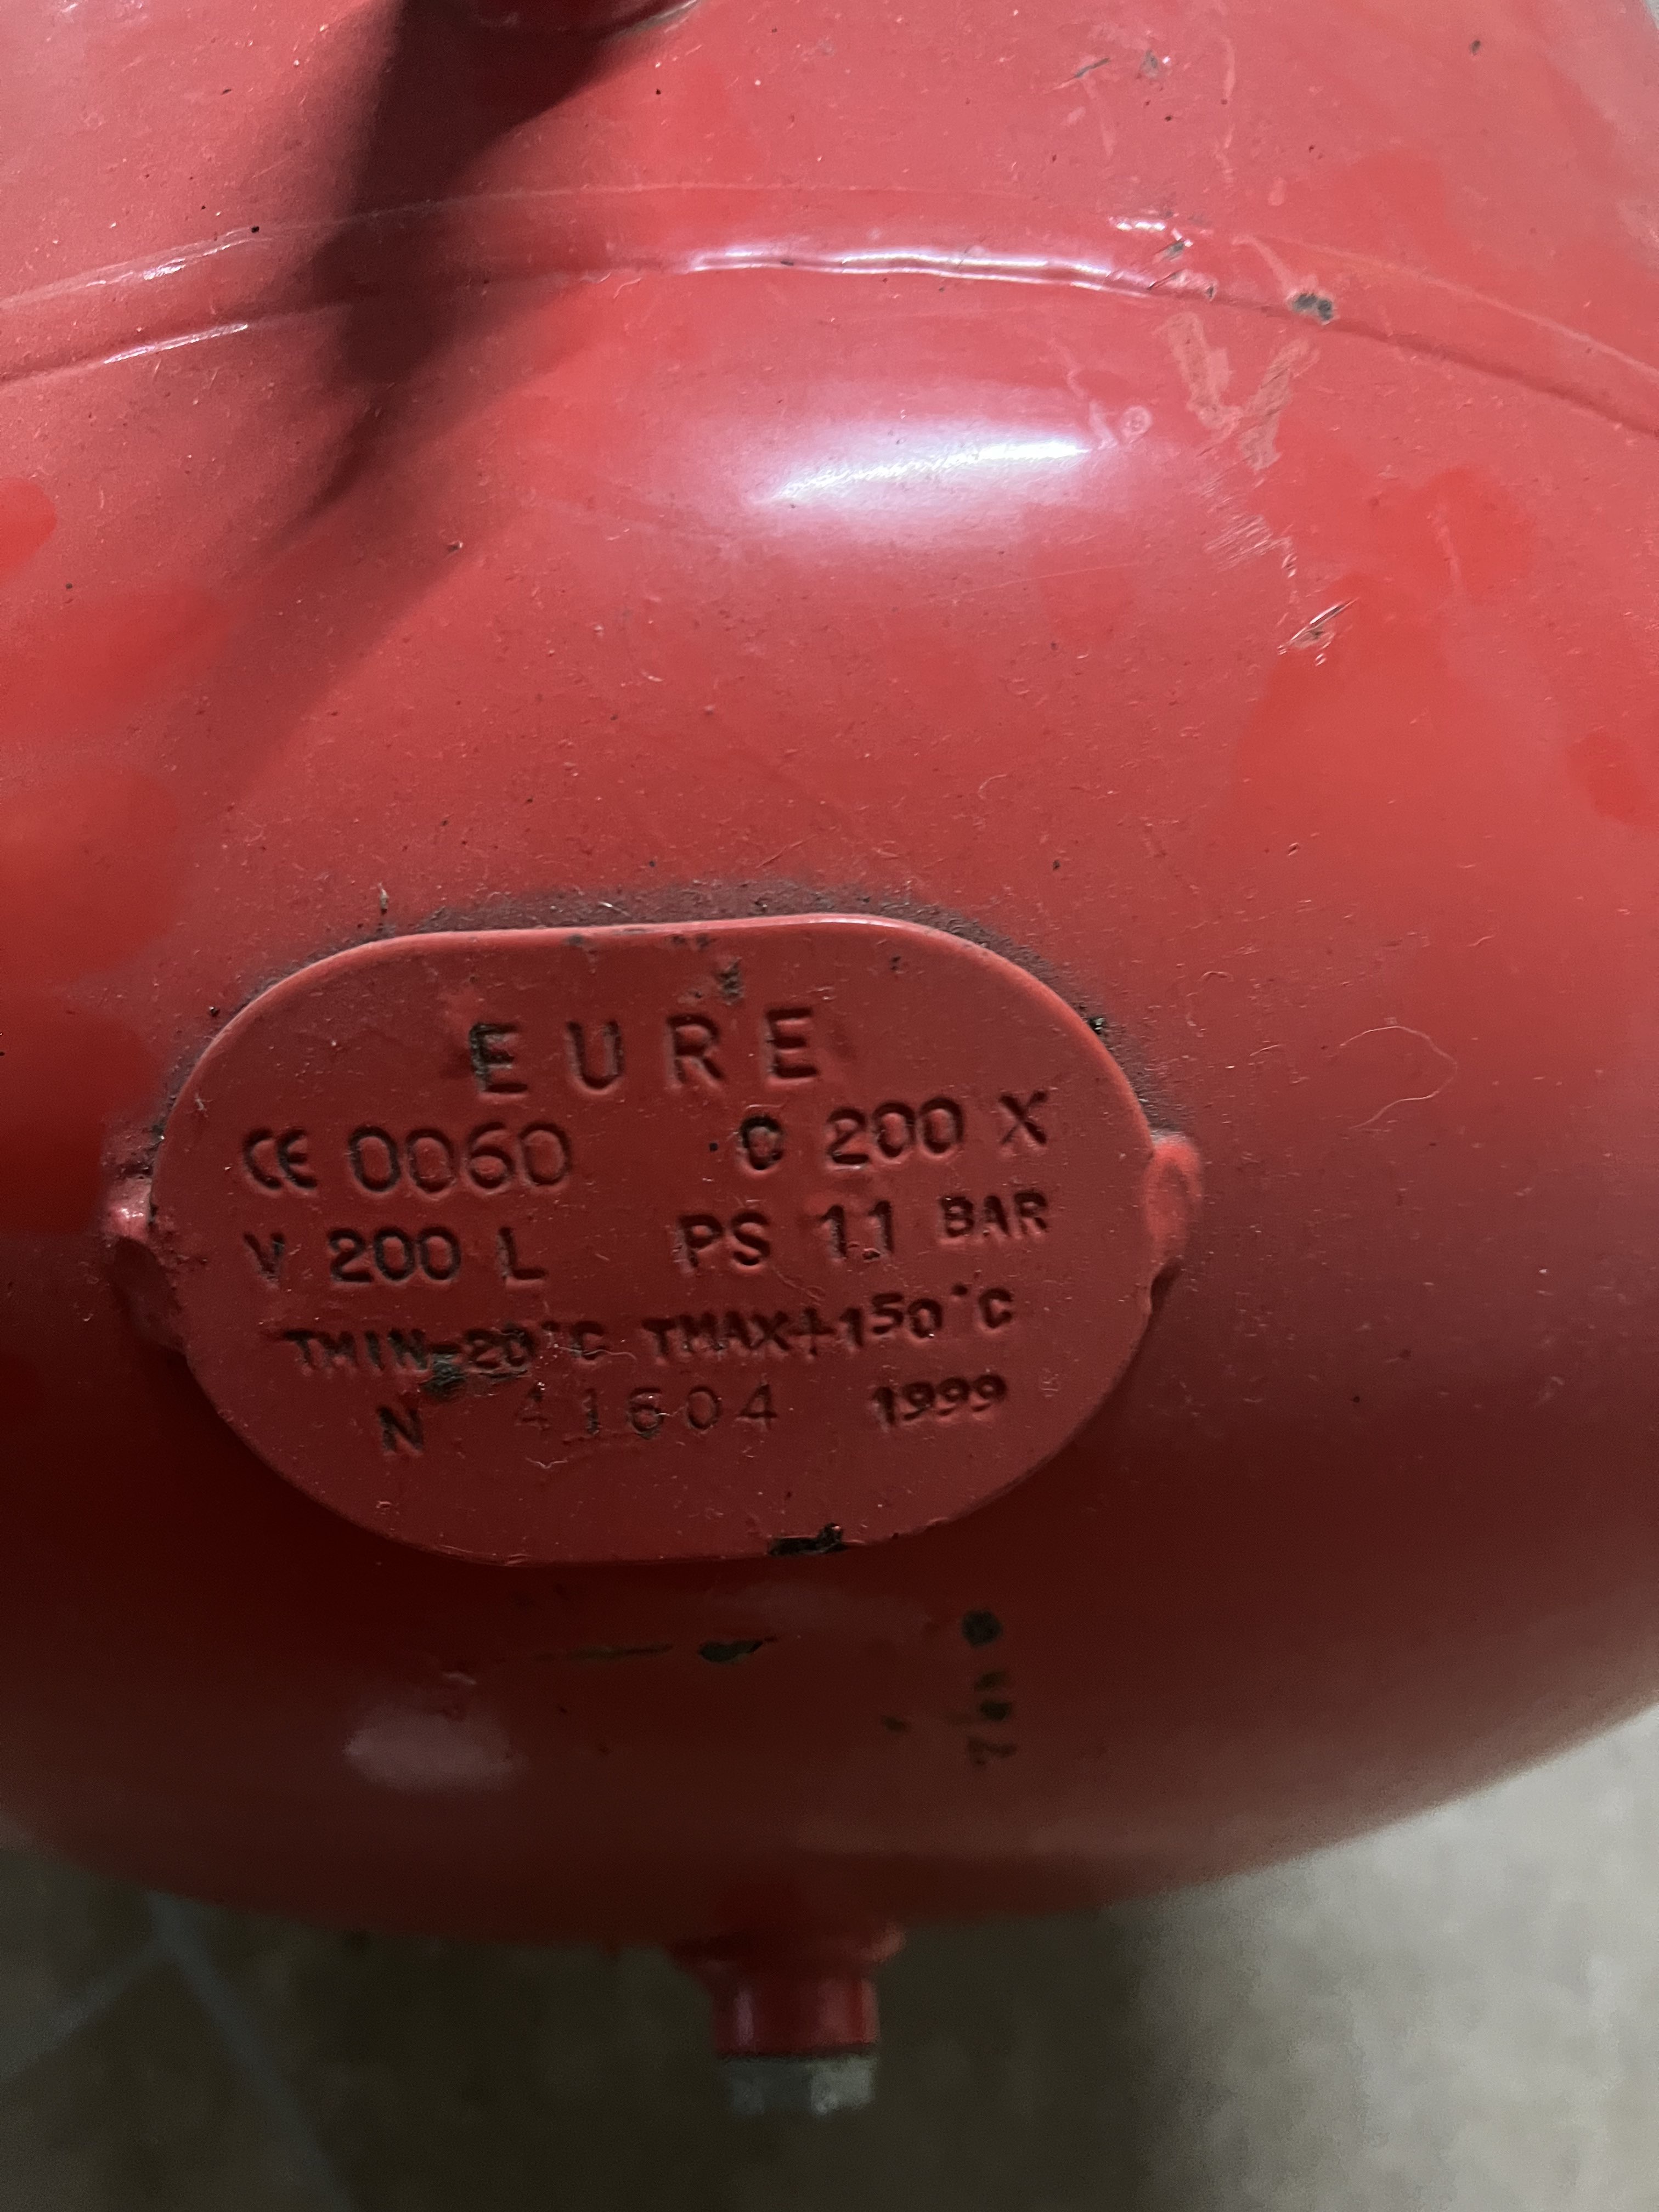 EURE
CE 0060 C 200 X
V 200 L PS 11 BAR
TMIN-20°C TMAX+150°C
N 41604 1999